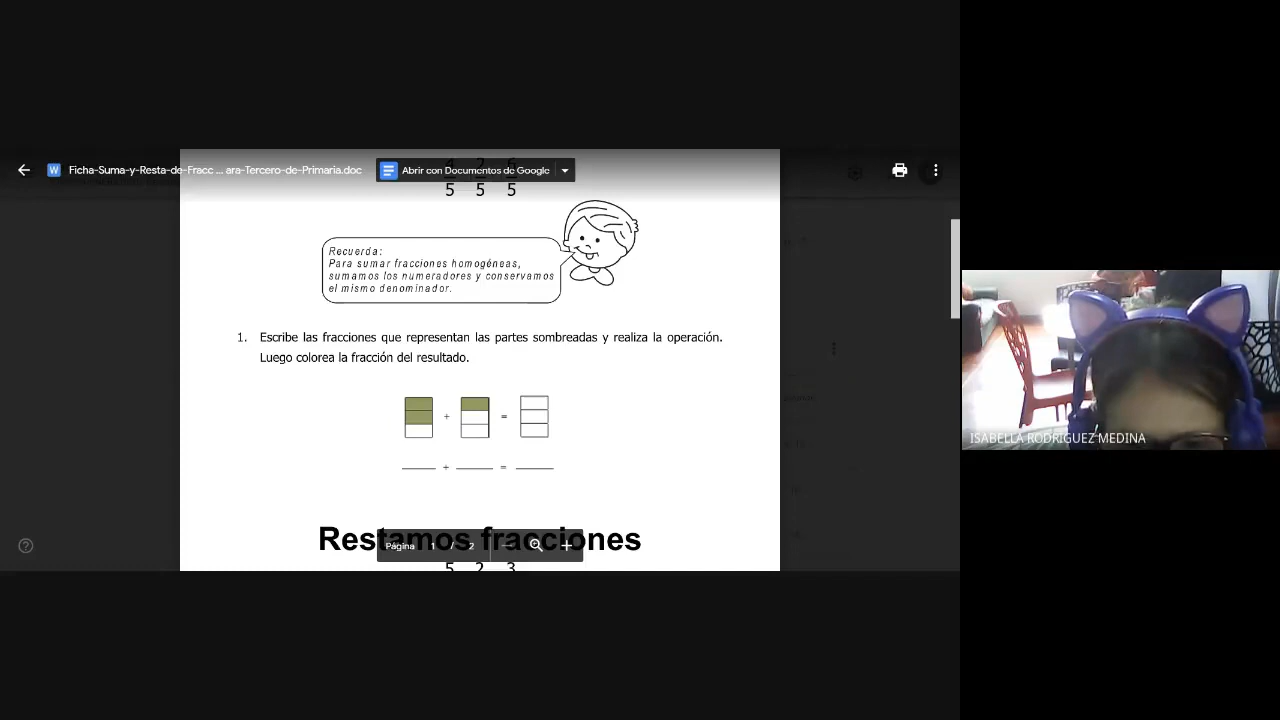 Ficha-Suma-y-Resta-de-Fracc ... ara-Tercero-de-Primaria.doc
Abrir con Documentos de Google
5 5 5
Recuerda:
Para sumar fracciones homogéneas,
sumamos los numeradores y conservamos
el mismo denominador.
1. Escribe las fracciones que representan las partes sombreadas y realiza la operación.
Luego colorea la fracción del resultado.
+ =
+ =
Restamos fracciones
Página 1 / 2
5 2 3
ISABELLA RODRIGUEZ MEDINA